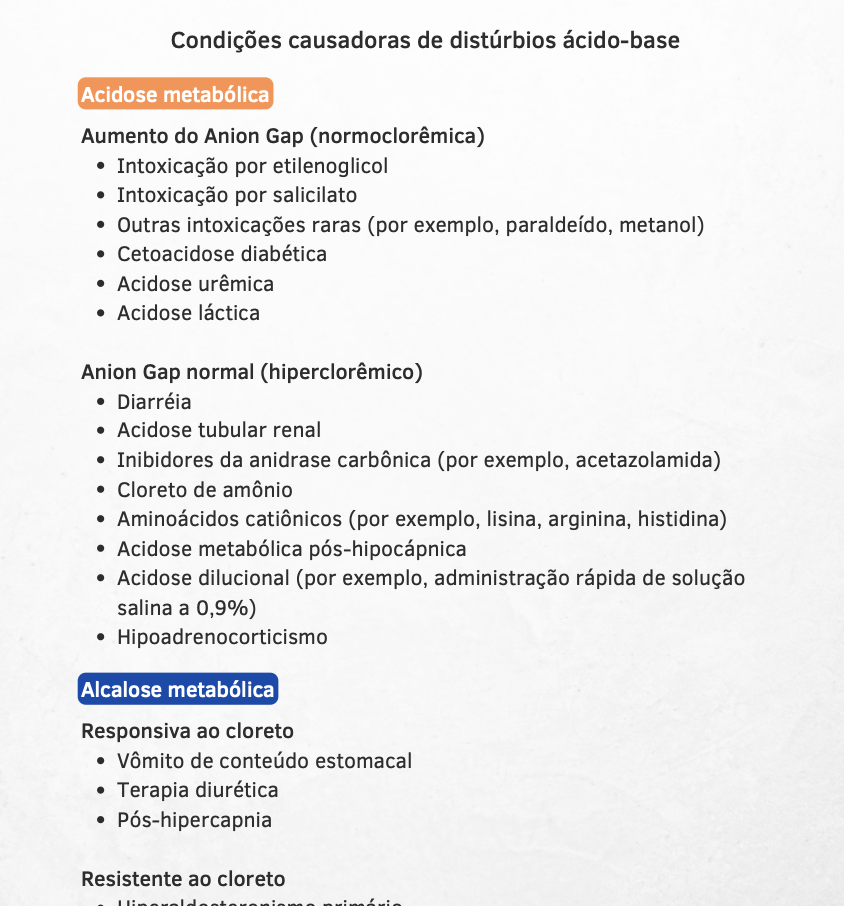 Condições causadoras de distúrbios ácido-base
Acidose metabólica
Aumento do Anion Gap (normoclorêmica)
• Intoxicação por etilenoglicol
• Intoxicação por salicilato
• Outras intoxicações raras (por exemplo, paraldeído, metanol)
• Cetoacidose diabética
• Acidose urêmica
• Acidose láctica
Anion Gap normal (hiperclorêmico)
• Diarréia
• Acidose tubular renal
• Inibidores da anidrase carbônica (por exemplo, acetazolamida)
• Cloreto de amônio
• Aminoácidos catiônicos (por exemplo, lisina, arginina, histidina)
• Acidose metabólica pós-hipocápnica
• Acidose dilucional (por exemplo, administração rápida de solução
salina a 0,9%)
• Hipoadrenocorticismo
Alcalose metabólica
Responsiva ao cloreto
• Vômito de conteúdo estomacal
• Terapia diurética
• Pós-hipercapnia
Resistente ao cloreto
• Hiperaldosteronismo primário